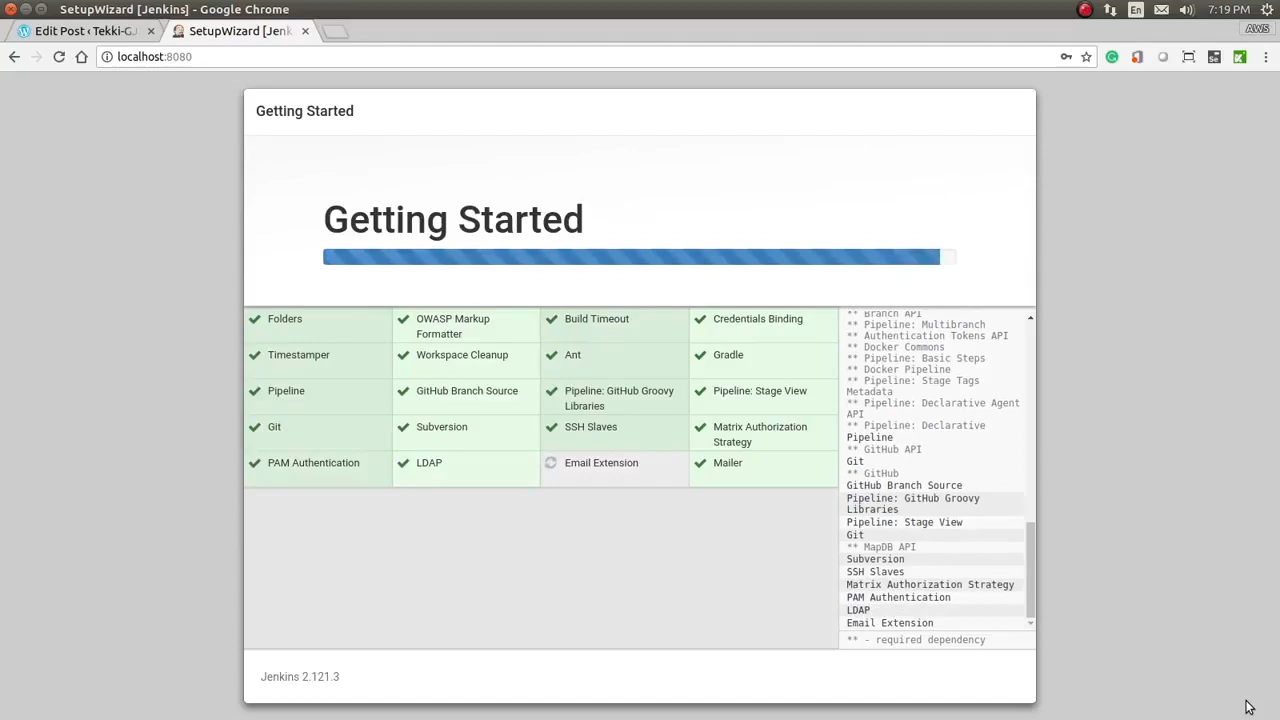 SetupWizard [Jenkins] - Google Chrome
En
7:19 PM
Edit Post ‹ Tekki-G
SetupWizard [Jenk
AWS
localhost:8080
Getting Started
Getting Started
Folders
OWASP Markup
Formatter
Build Timeout
Credentials Binding
Timestamper
Workspace Cleanup
Ant
Gradle
Pipeline
GitHub Branch Source
Pipeline: GitHub Groovy
Libraries
Pipeline: Stage View
Git
Subversion
SSH Slaves
Matrix Authorization
Strategy
PAM Authentication
LDAP
Email Extension
Mailer
** Branch API
** Pipeline: Multibranch
** Authentication Tokens API
** Docker Commons
** Pipeline: Basic Steps
** Docker Pipeline
** Pipeline: Stage Tags
Metadata
** Pipeline: Declarative Agent
API
** Pipeline: Declarative
Pipeline
** GitHub API
Git
** GitHub
GitHub Branch Source
Pipeline: GitHub Groovy
Libraries
Pipeline: Stage View
Git
** MapDB API
Subversion
SSH Slaves
Matrix Authorization Strategy
PAM Authentication
LDAP
Email Extension
** - required dependency
Jenkins 2.121.3